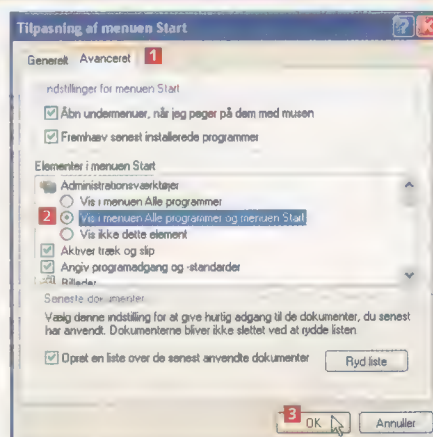 Tilpasning af menuen Start
Generelt Avanceret 1
Indstillinger for menuen Start
Åbn undermenuer, når jeg peger på dem med musen
Fremhæv senest installerede programmer
Elementer i menuen Start
Administrationsværktøjer
Vis i menuen Alle programmer
2 Vis i menuen Alle programmer og menuen Start
Vis ikke dette element
Aktiver træk og slip
Angiv programadgang og -standarder
Billeder
Seneste dokumenter
Vælg denne indstilling for at give hurtig adgang til de dokumenter, du senest
har anvendt. Dokumenterne bliver ikke slettet ved at rydde listen.
Opret en liste over de senest anvendte dokumenter Ryd liste
3 OK Annuller